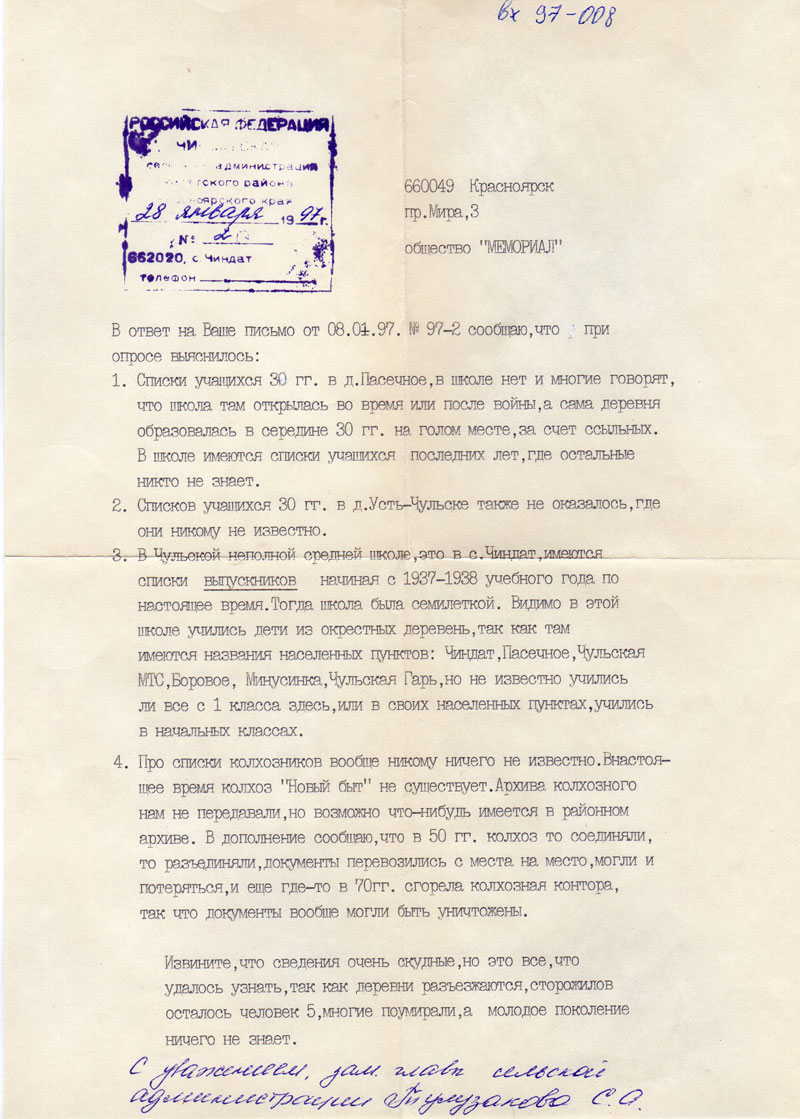 вх 97-008
РОССИЙСКАЯ ФЕДЕРАЦИЯ
администрация
района
края
28 января 1997г.
№
662020, с. Чиндат
телефон
660049 Красноярск
пр.Мира,3
общество "МЕМОРИАЛ"
В ответ на Ваше письмо от 08.01.97. № 97-2 сообщаю,что при
опросе выяснилось:
1. Списки учащихся 30 гг. в д.Пасечное,в школе нет и многие говорят,
что школа там открылась во время или после войны,а сама деревня
образовалась в середине 30 гг. на голом месте,за счет ссыльных.
В школе имеются списки учащихся последних лет,где остальные
никто не знает.
2. Списков учащихся 30 гг. в д.Усть-Чульске также не оказалось,где
они никому не известно.
3. В Чульской неполной средней школе,это в с.Чиндат,имеются
списки выпускников начиная с 1937-1938 учебного года по
настоящее время.Тогда школа была семилеткой. Видимо в этой
школе учились дети из окрестных деревень,так как там
имеются названия населенных пунктов: Чиндат,Пасечное,Чульская
МТС,Боровое, Минусинка,Чульская Гарь,но не известно учились
ли все с 1 класса здесь,или в своих населенных пунктах,учились
в начальных классах.
4. Про списки колхозников вообще никому ничего не известно.Внастоя-
щее время колхоз "Новый быт" не существует.Архива колхозного
нам не передавали,но возможно что-нибудь имеется в районном
архиве. В дополнение сообщаю,что в 50 гг. колхоз то соединяли,
то разъединяли,документы перевозились с места на место,могли и
потеряться,и еще где-то в 70гг. сгорела колхозная контора,
так что документы вообще могли быть уничтожены.
Извините,что сведения очень скудные,но это все,что
удалось узнать,так как деревни разъезжаются,сторожилов
осталось человек 5,многие поумирали,а молодое поколение
ничего не знает.
С уважением, зам. главы сельской
администрации Тулузакова С.А.